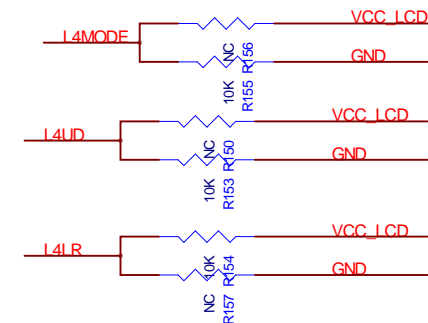 VCC_LCD
L4MODE
NC R156
GND
10K R155
VCC_LCD
L4UD
NC R150
GND
10K R153
VCC_LCD
L4LR
10K R154
GND
NC R157